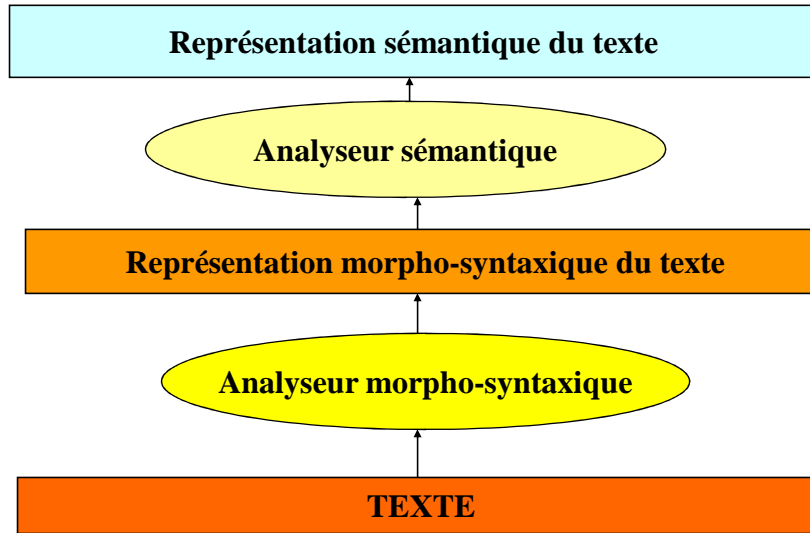 Représentation sémantique du texte
Analyseur sémantique
Représentation morpho-syntaxique du texte
Analyseur morpho-syntaxique
TEXTE